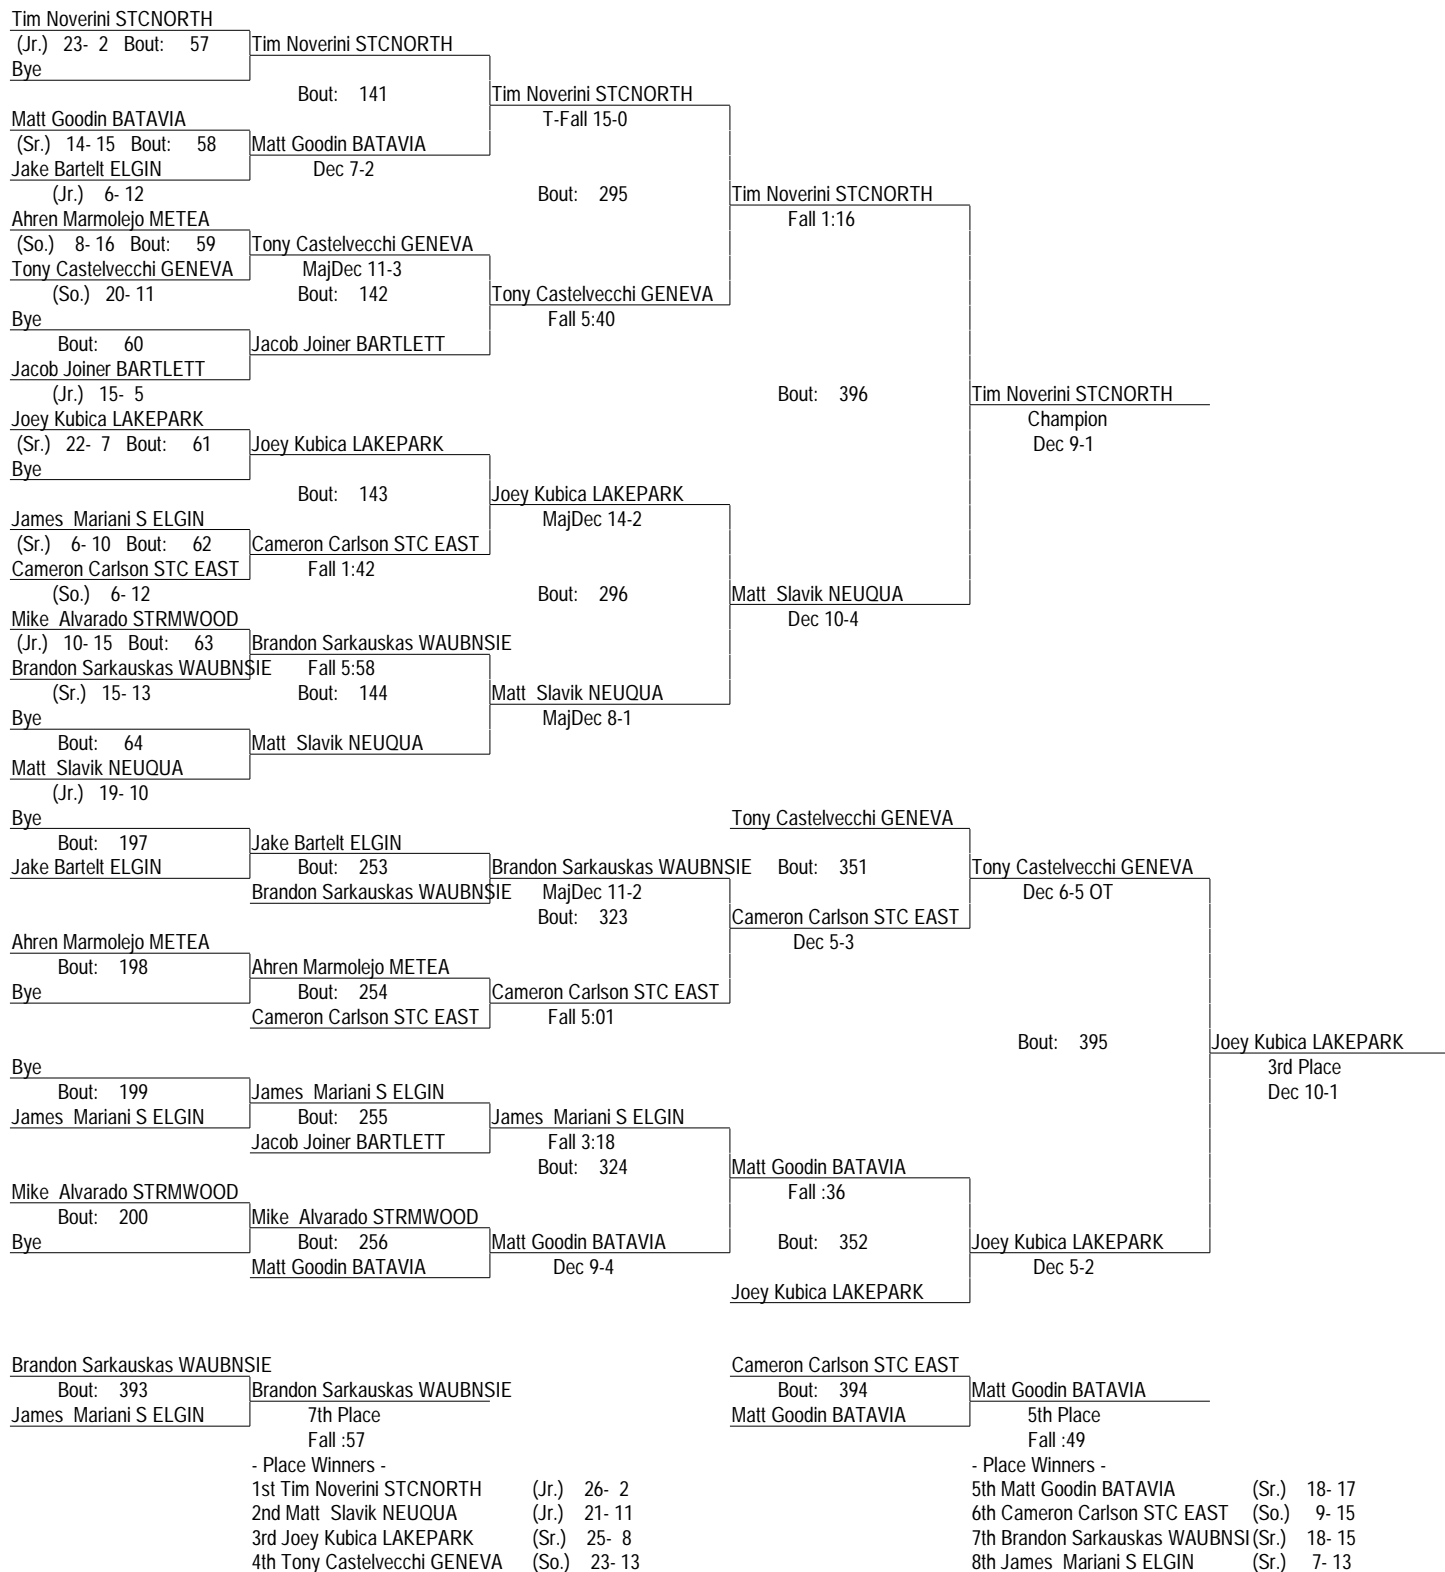 Tim Noverini STCNORTH
(Jr.) 23- 2 Bout: 57 Tim Noverini STCNORTH
Bye
Bout: 141 Tim Noverini STCNORTH
Matt Goodin BATAVIA T-Fall 15-0
(Sr.) 14- 15 Bout: 58 Matt Goodin BATAVIA
Jake Bartelt ELGIN Dec 7-2
(Jr.) 6- 12 Bout: 295 Tim Noverini STCNORTH
Ahren Marmolejo METEA Fall 1:16
(So.) 8- 16 Bout: 59 Tony Castelvecchi GENEVA
Tony Castelvecchi GENEVA MajDec 11-3
(So.) 20- 11 Bout: 142 Tony Castelvecchi GENEVA
Bye Fall 5:40
Bout: 60 Jacob Joiner BARTLETT
Jacob Joiner BARTLETT
(Jr.) 15- 5 Bout: 396 Tim Noverini STCNORTH
Joey Kubica LAKEPARK Champion
(Sr.) 22- 7 Bout: 61 Joey Kubica LAKEPARK Dec 9-1
Bye
Bout: 143 Joey Kubica LAKEPARK
James Mariani S ELGIN MajDec 14-2
(Sr.) 6- 10 Bout: 62 Cameron Carlson STC EAST
Cameron Carlson STC EAST Fall 1:42
(So.) 6- 12 Bout: 296 Matt Slavik NEUQUA
Mike Alvarado STRMWOOD Dec 10-4
(Jr.) 10- 15 Bout: 63 Brandon Sarkauskas WAUBNSIE
Brandon Sarkauskas WAUBNSIE Fall 5:58
(Sr.) 15- 13 Bout: 144 Matt Slavik NEUQUA
Bye MajDec 8-1
Bout: 64 Matt Slavik NEUQUA
Matt Slavik NEUQUA
(Jr.) 19- 10
Bye Tony Castelvecchi GENEVA
Bout: 197 Jake Bartelt ELGIN
Jake Bartelt ELGIN Bout: 253 Brandon Sarkauskas WAUBNSIE Bout: 351 Tony Castelvecchi GENEVA
Brandon Sarkauskas WAUBNSIE MajDec 11-2 Dec 6-5 OT
Bout: 323 Cameron Carlson STC EAST
Ahren Marmolejo METEA Dec 5-3
Bout: 198 Ahren Marmolejo METEA
Bye Bout: 254 Cameron Carlson STC EAST
Cameron Carlson STC EAST Fall 5:01
Bout: 395 Joey Kubica LAKEPARK
Bye 3rd Place
Bout: 199 James Mariani S ELGIN Dec 10-1
James Mariani S ELGIN Bout: 255 James Mariani S ELGIN
Jacob Joiner BARTLETT Fall 3:18
Bout: 324 Matt Goodin BATAVIA
Mike Alvarado STRMWOOD Fall :36
Bout: 200 Mike Alvarado STRMWOOD
Bye Bout: 256 Matt Goodin BATAVIA Bout: 352 Joey Kubica LAKEPARK
Matt Goodin BATAVIA Dec 9-4 Dec 5-2
Joey Kubica LAKEPARK
Brandon Sarkauskas WAUBNSIE Cameron Carlson STC EAST
Bout: 393 Brandon Sarkauskas WAUBNSIE Bout: 394 Matt Goodin BATAVIA
James Mariani S ELGIN 7th Place Matt Goodin BATAVIA 5th Place
Fall :57 Fall :49
- Place Winners - - Place Winners -
1st Tim Noverini STCNORTH (Jr.) 26- 2 5th Matt Goodin BATAVIA (Sr.) 18- 17
2nd Matt Slavik NEUQUA (Jr.) 21- 11 6th Cameron Carlson STC EAST (So.) 9- 15
3rd Joey Kubica LAKEPARK (Sr.) 25- 8 7th Brandon Sarkauskas WAUBNSI (Sr.) 18- 15
4th Tony Castelvecchi GENEVA (So.) 23- 13 8th James Mariani S ELGIN (Sr.) 7- 13